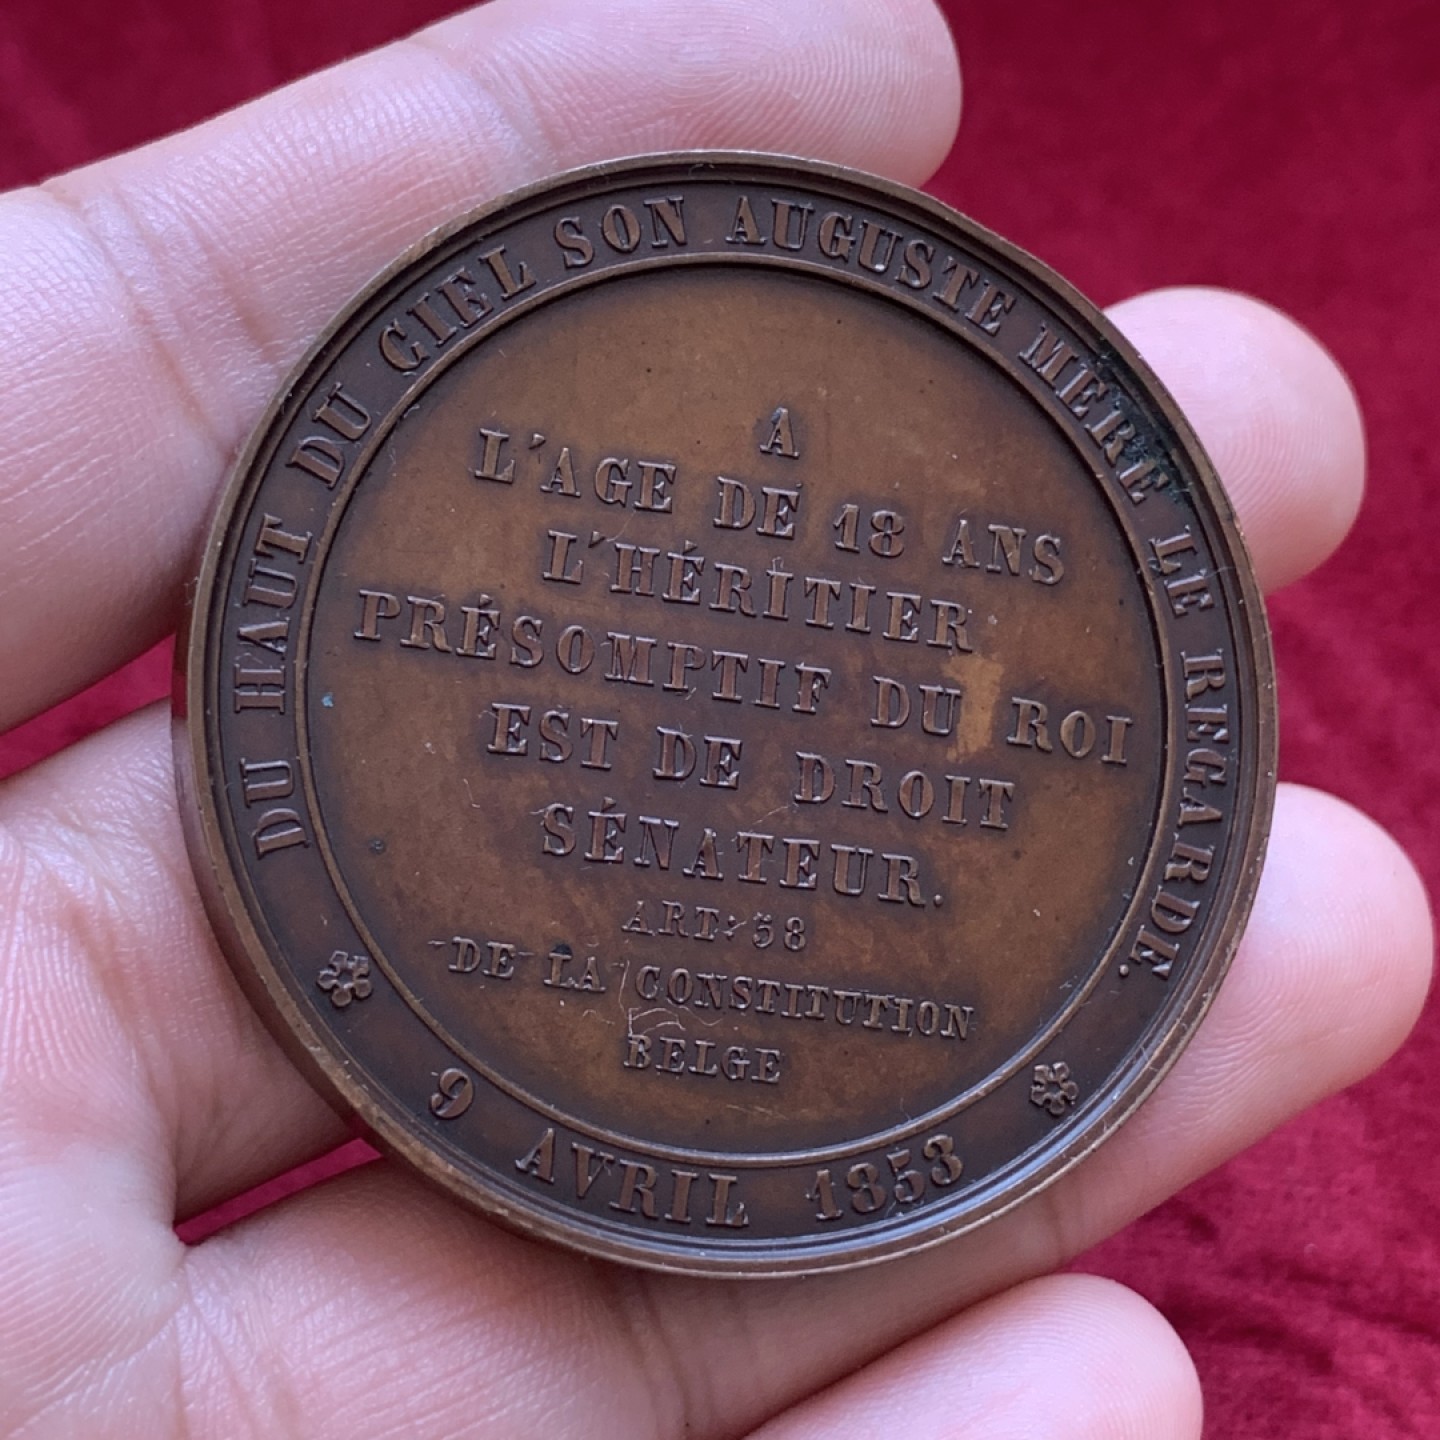 DU HAUT DU CIEL SON AUGUSTE MÈRE LE REGARDE.
A
L'AGE DE 18 ANS
L'HÉRITIER
PRÉSOMPTIF DU ROI
EST DE DROIT
SÉNATEUR.
ART: 58
DE LA CONSTITUTION
BELGE
9 AVRIL 1853